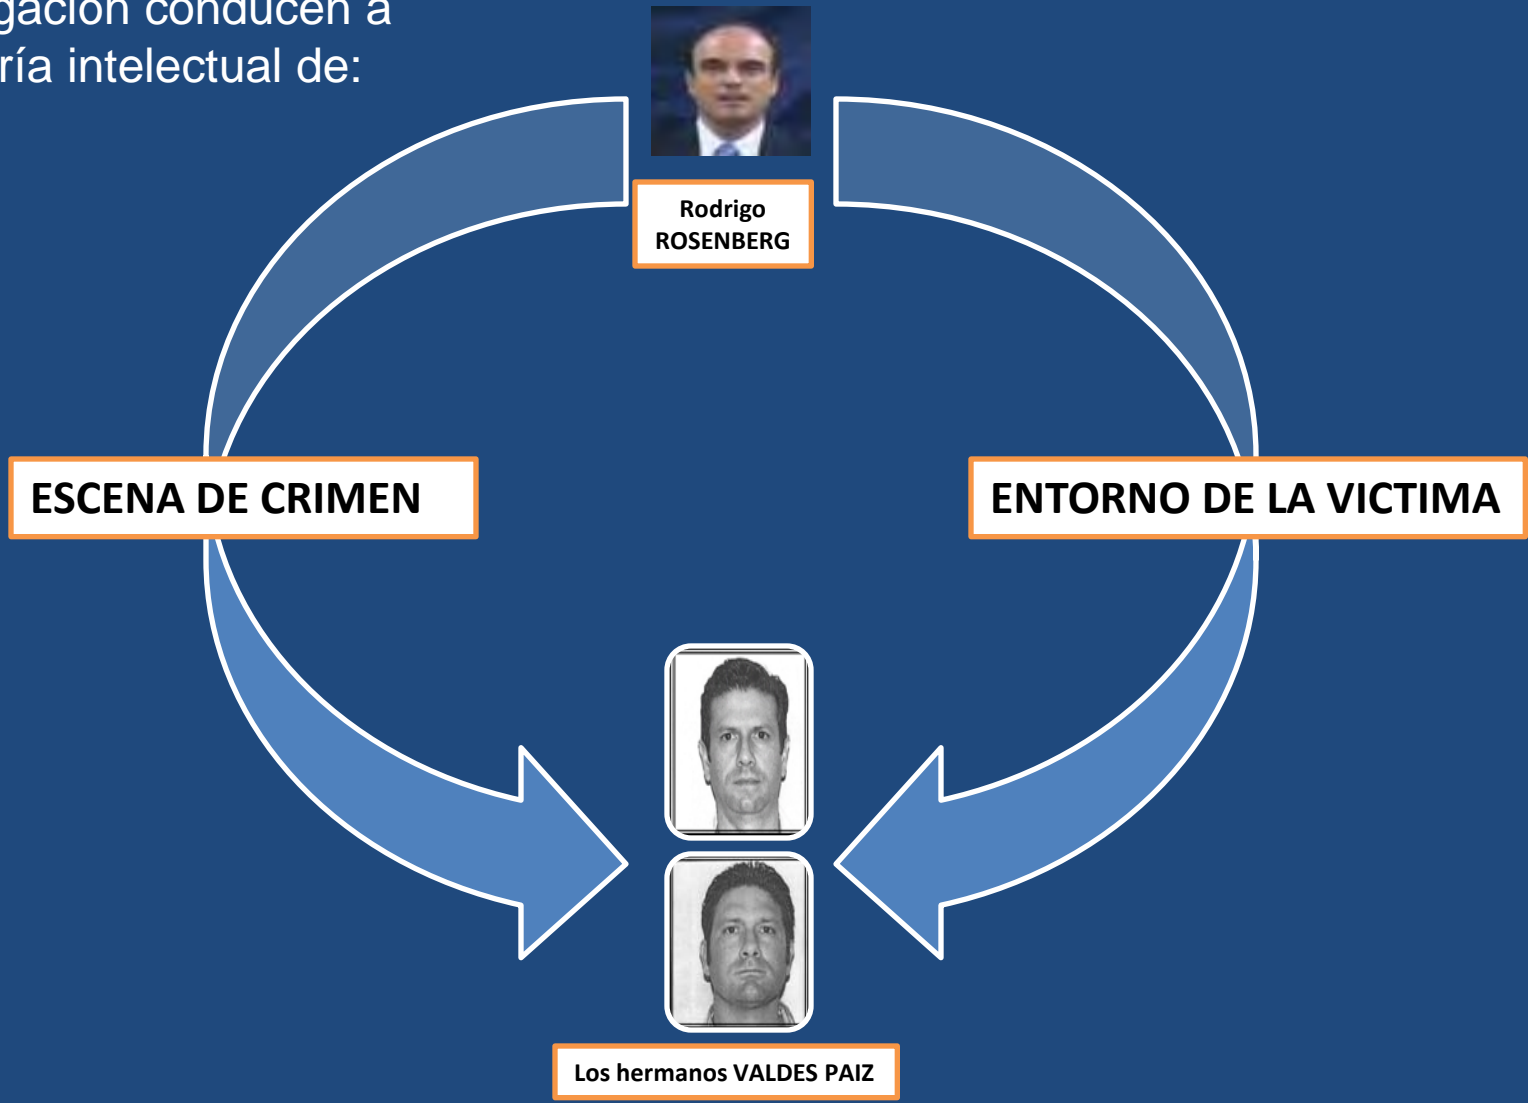 gación conducen a
ría intelectual de:
Rodrigo
ROSENBERG
ESCENA DE CRIMEN
ENTORNO DE LA VICTIMA
Los hermanos VALDES PAIZ